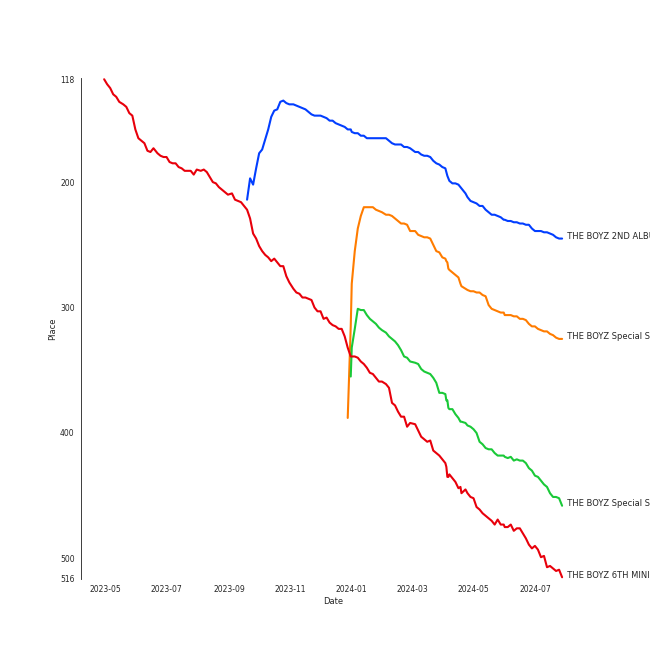 118
200
300
400
500
516
Place
2023-05
2023-07
2023-09
2023-11
2024-01
2024-03
2024-05
2024-07
Date
THE BOYZ 2ND ALBU
THE BOYZ Special S
THE BOYZ Special S
THE BOYZ 6TH MINI